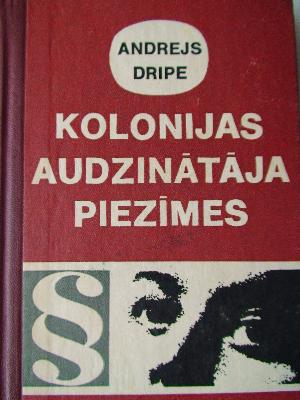 ANDREJS
DRIPE
KOLONIJAS
AUDZINĀTĀJA
PIEZĪMES
§